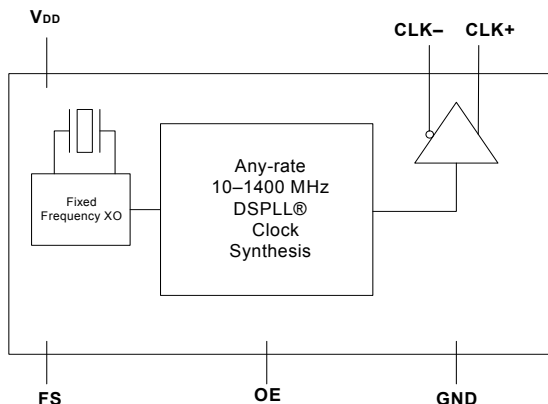 VDD
CLK– CLK+
Any-rate
10–1400 MHz
DSPLL®
Clock
Synthesis
Fixed
Frequency XO
FS OE GND